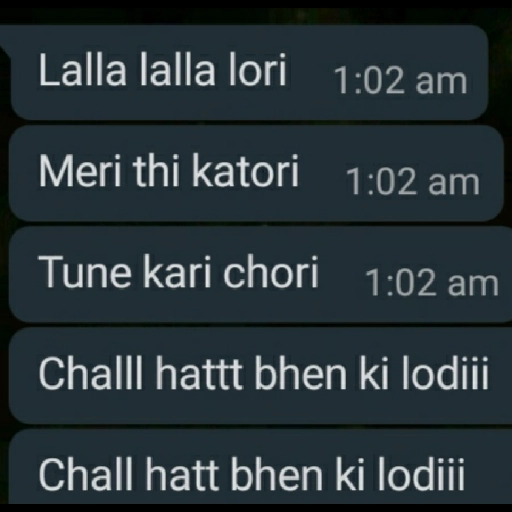 Lalla lalla lori 1:02 am
Meri thi katori 1:02 am
Tune kari chori 1:02 am
Challl hattt bhen ki lodiii
Chall hatt bhen ki lodiii